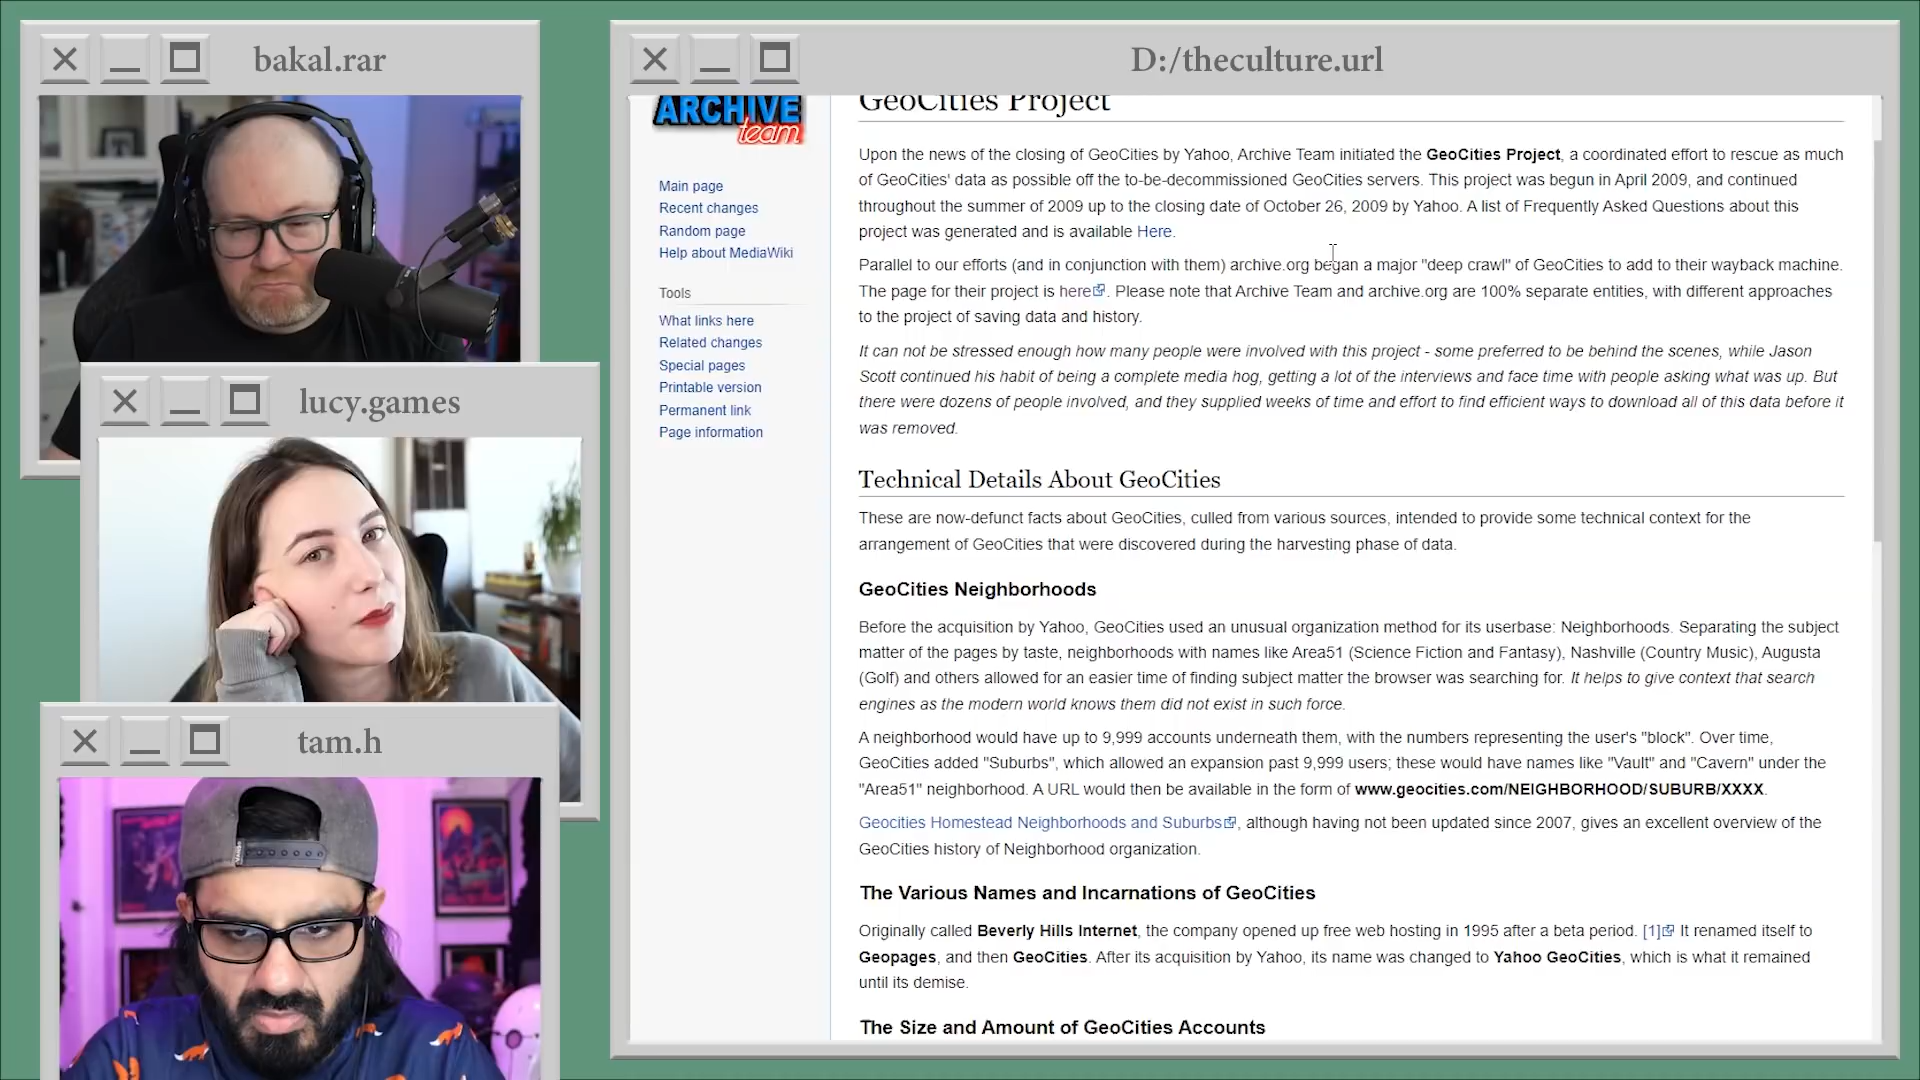 bakal.rar
lucy.games
tam.h
D:/theculture.url
ARCHIVE
team
Main page
Recent changes
Random page
Help about MediaWiki
Tools
What links here
Related changes
Special pages
Printable version
Permanent link
Page information
GeoCities Project
Upon the news of the closing of GeoCities by Yahoo, Archive Team initiated the GeoCities Project, a coordinated effort to rescue as much
of GeoCities' data as possible off the to-be-decommissioned GeoCities servers. This project was begun in April 2009, and continued
throughout the summer of 2009 up to the closing date of October 26, 2009 by Yahoo. A list of Frequently Asked Questions about this
project was generated and is available Here.
Parallel to our efforts (and in conjunction with them) archive.org began a major "deep crawl" of GeoCities to add to their wayback machine.
The page for their project is here. Please note that Archive Team and archive.org are 100% separate entities, with different approaches
to the project of saving data and history.
It can not be stressed enough how many people were involved with this project - some preferred to be behind the scenes, while Jason
Scott continued his habit of being a complete media hog, getting a lot of the interviews and face time with people asking what was up. But
there were dozens of people involved, and they supplied weeks of time and effort to find efficient ways to download all of this data before it
was removed.
Technical Details About GeoCities
These are now-defunct facts about GeoCities, culled from various sources, intended to provide some technical context for the
arrangement of GeoCities that were discovered during the harvesting phase of data.
GeoCities Neighborhoods
Before the acquisition by Yahoo, GeoCities used an unusual organization method for its userbase: Neighborhoods. Separating the subject
matter of the pages by taste, neighborhoods with names like Area51 (Science Fiction and Fantasy), Nashville (Country Music), Augusta
(Golf) and others allowed for an easier time of finding subject matter the browser was searching for. It helps to give context that search
engines as the modern world knows them did not exist in such force.
A neighborhood would have up to 9,999 accounts underneath them, with the numbers representing the user's "block". Over time,
GeoCities added "Suburbs", which allowed an expansion past 9,999 users; these would have names like "Vault" and "Cavern" under the
"Area51" neighborhood. A URL would then be available in the form of www.geocities.com/NEIGHBORHOOD/SUBURB/XXXX.
Geocities Homestead Neighborhoods and Suburbs, although having not been updated since 2007, gives an excellent overview of the
GeoCities history of Neighborhood organization.
The Various Names and Incarnations of GeoCities
Originally called Beverly Hills Internet, the company opened up free web hosting in 1995 after a beta period. [1] It renamed itself to
Geopages, and then GeoCities. After its acquisition by Yahoo, its name was changed to Yahoo GeoCities, which is what it remained
until its demise.
The Size and Amount of GeoCities Accounts